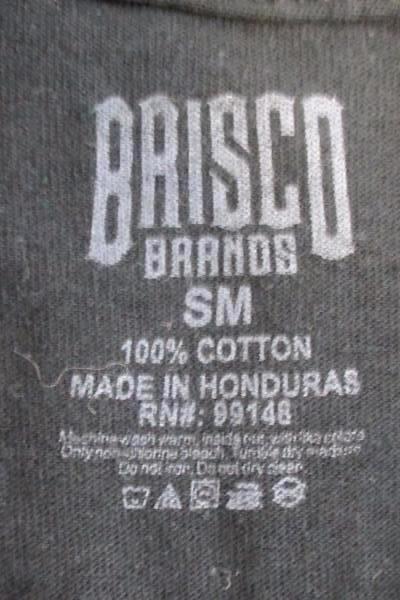 BRISCO
BRANDS
SM
100% COTTON
MADE IN HONDURAS
RN#: 99148
Machine wash warm, inside out, with like colors
Only non-chlorine bleach, Tumble dry medium
Do not iron. Do not dry clean